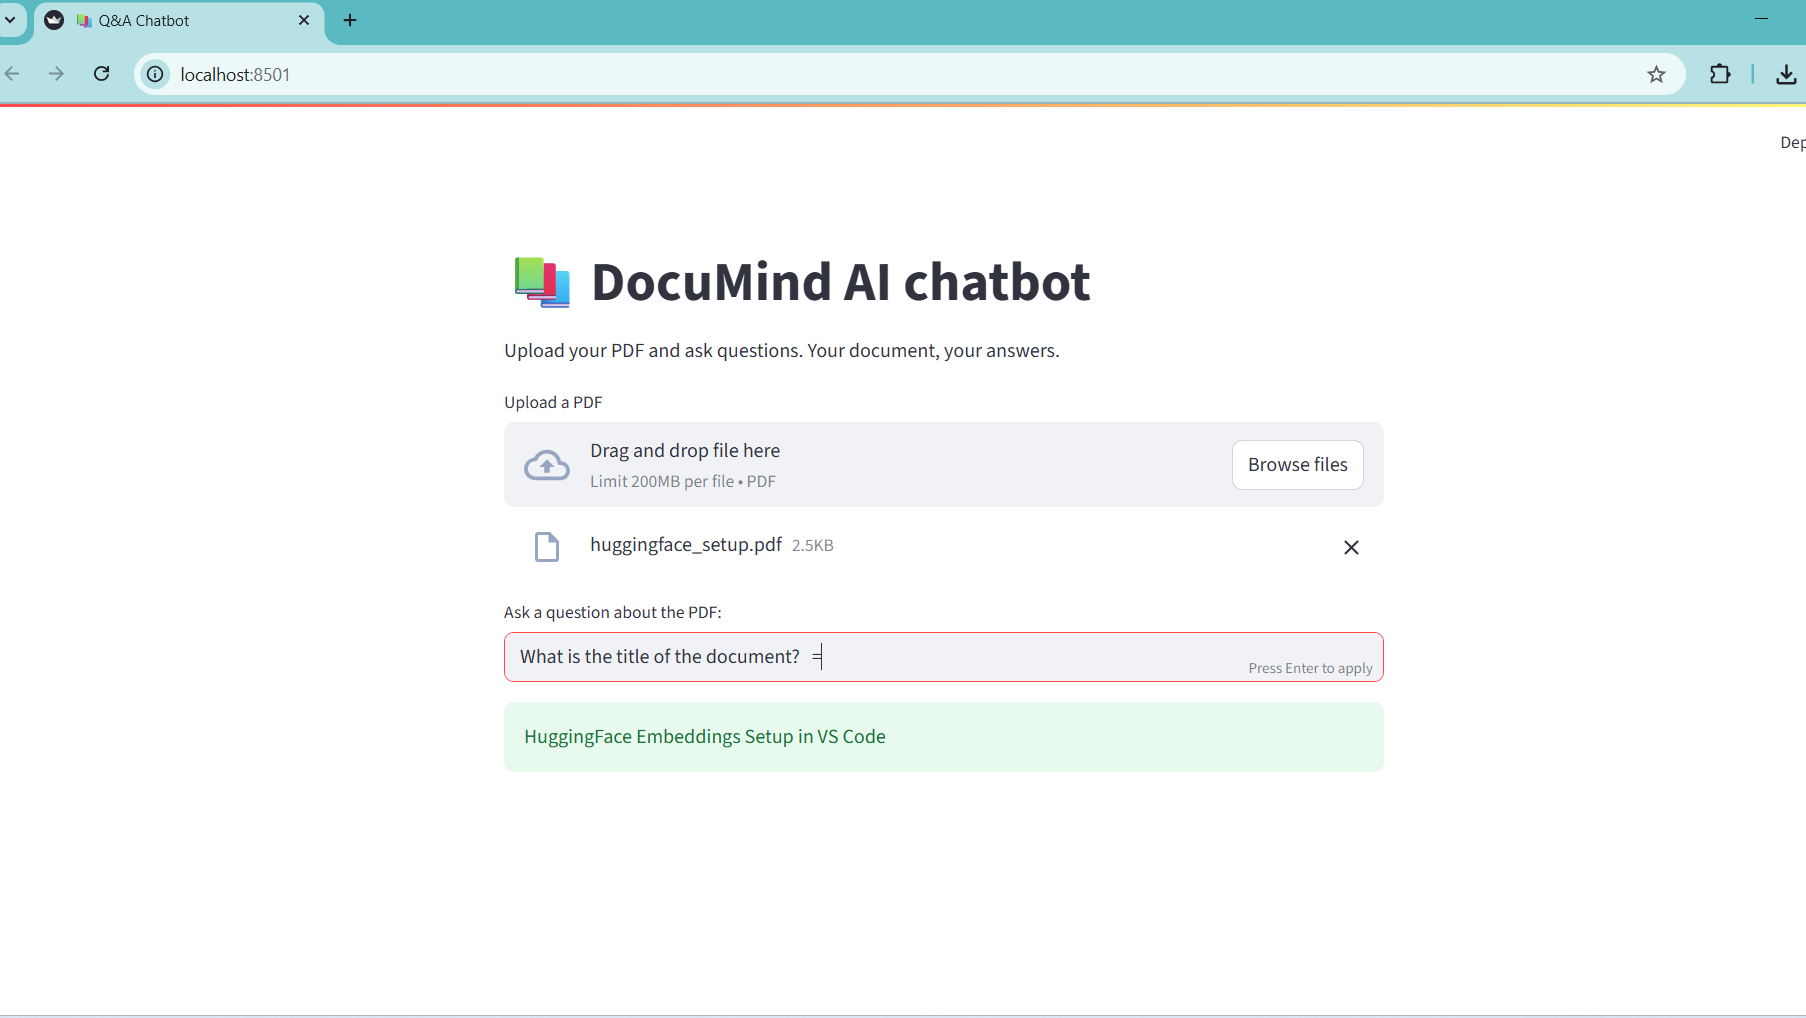 Q&A Chatbot
localhost:8501
Dep
DocuMind AI chatbot
Upload your PDF and ask questions. Your document, your answers.
Upload a PDF
Drag and drop file here
Limit 200MB per file • PDF
Browse files
huggingface_setup.pdf 2.5KB
Ask a question about the PDF:
What is the title of the document? =
Press Enter to apply
HuggingFace Embeddings Setup in VS Code